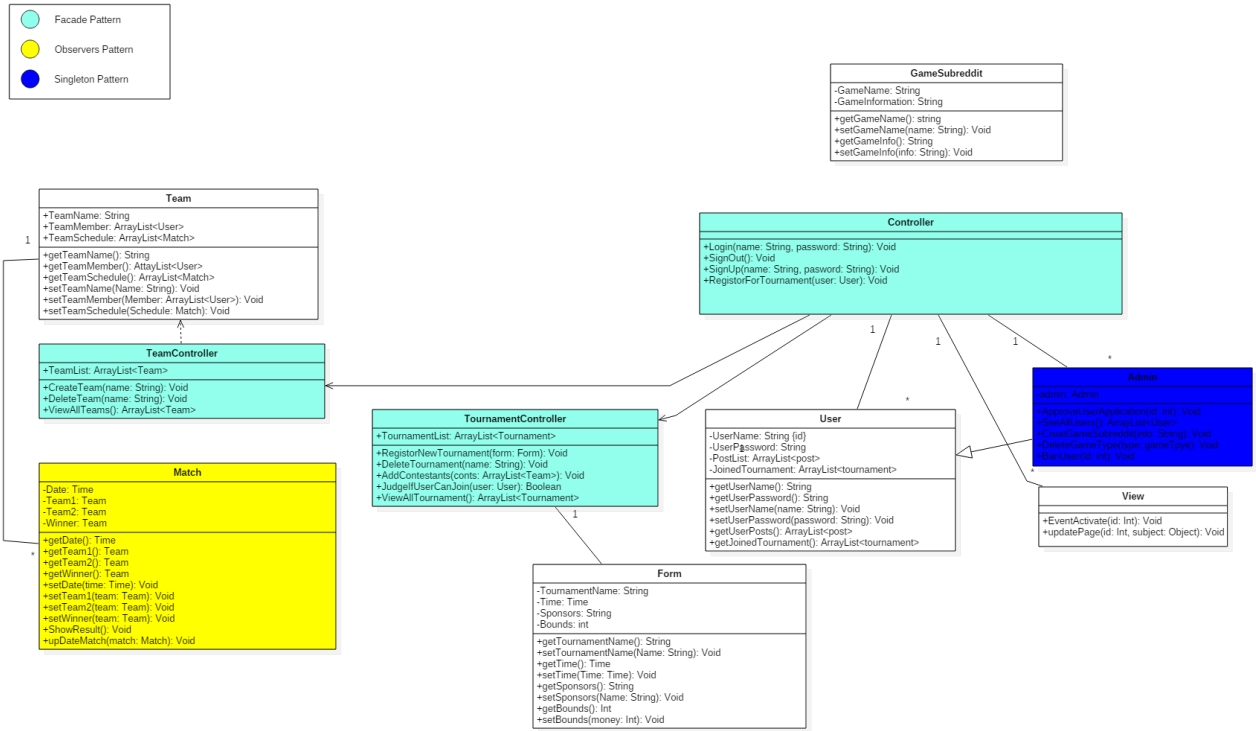 Facade Pattern
Observers Pattern
Singleton Pattern
GameSubreddit
-GameName: String
-GameInformation: String
+getGameName(): string
+setGameName(name: String): Void
+getGameInfo(): String
+setGameInfo(info: String): Void
Team
+TeamName: String
+TeamMember: ArrayList<User>
+TeamSchedule: ArrayList<Match>
+getTeamName(): String
+getTeamMember(): AttayList<User>
+getTeamSchedule(): ArrayList<Match>
+setTeamName(Name: String): Void
+setTeamMember(Member: ArrayList<User>): Void
+setTeamSchedule(Schedule: Match): Void
1
*
Controller
+Login(name: String, password: String): Void
+SignOut(): Void
+SignUp(name: String, pasword: String): Void
+RegistorForTournament(user: User): Void
1
1
1
*
*
*
TeamController
+TeamList: ArrayList<Team>
+CreateTeam(name: String): Void
+DeleteTeam(name: String): Void
+ViewAllTeams(): ArrayList<Team>
TournamentController
+TournamentList: ArrayList<Tournament>
+RegistorNewTournament(form: Form): Void
+DeleteTournament(name: String): Void
+AddContestants(conts: ArrayList<Team>): Void
+JudgeIfUserCanJoin(user: User): Boolean
+ViewAllTournament(): ArrayList<Tournament>
1
1
User
-UserName: String {id}
-UserPassword: String
-PostList: ArrayList<post>
-JoinedTournament: ArrayList<tournament>
+getUserName(): String
+getUserPassword(): String
+setUserName(name: String): Void
+setUserPassword(password: String): Void
+getUserPosts(): ArrayList<post>
+getJoinedTournament(): ArrayList<tournament>
Admin
-admin: Admin
+ApproveUserApplication(id: Int): Void
+SeeAllUsers(): ArrayList<User>
+CreatGameSubreddit(info: String): Void
+DeleteGameType(type: gameType): Void
+BanUser(id: Int): Void
View
+EventActivate(id: Int): Void
+updatePage(id: Int, subject: Object): Void
Match
-Date: Time
-Team1: Team
-Team2: Team
-Winner: Team
+getDate(): Time
+getTeam1(): Team
+getTeam2(): Team
+getWinner(): Team
+setDate(time: Time): Void
+setTeam1(team: Team): Void
+setTeam2(team: Team): Void
+setWinner(team: Team): Void
+ShowResult(): Void
+upDateMatch(match: Match): Void
Form
-TournamentName: String
-Time: Time
-Sponsors: String
-Bounds: int
+getTournamentName(): String
+setTournamentName(Name: String): Void
+getTime(): Time
+setTime(Time: Time): Void
+getSponsors(): String
+setSponsors(Name: String): Void
+getBounds(): Int
+setBounds(money: Int): Void